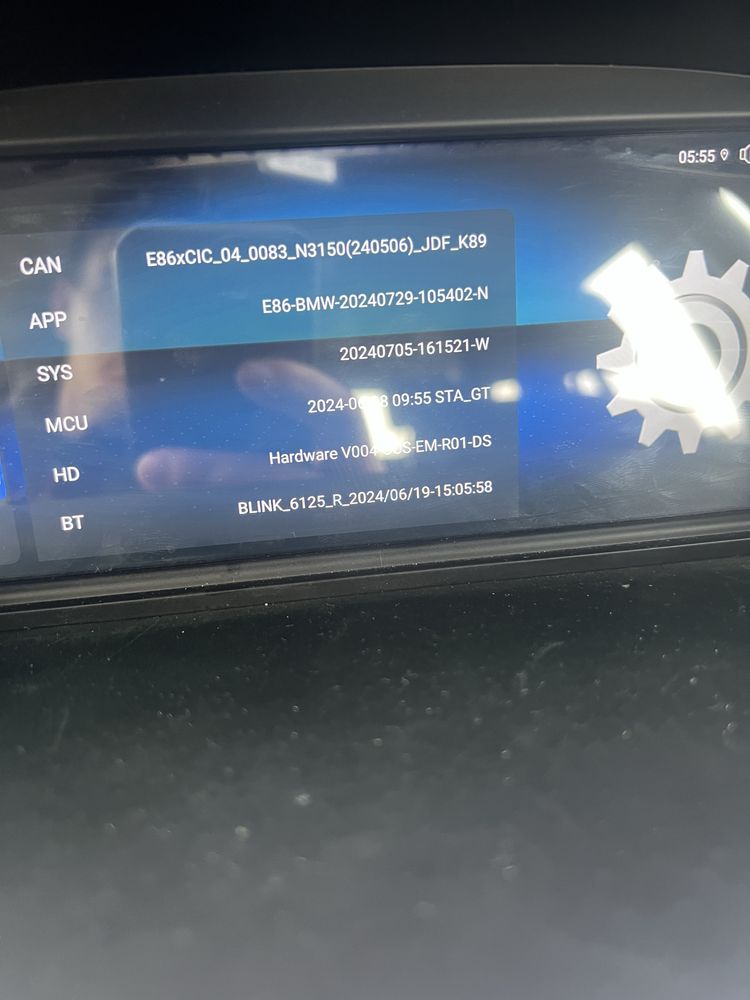 05:55
CAN E86xCIC_04_0083_N3150(240506)_JDF_K89
APP E86-BMW-20240729-105402-N
SYS 20240705-161521-W
MCU 09:55 STA_GT
HD Hardware
BT BLINK_6125_R_2024/06/19-15:05:58